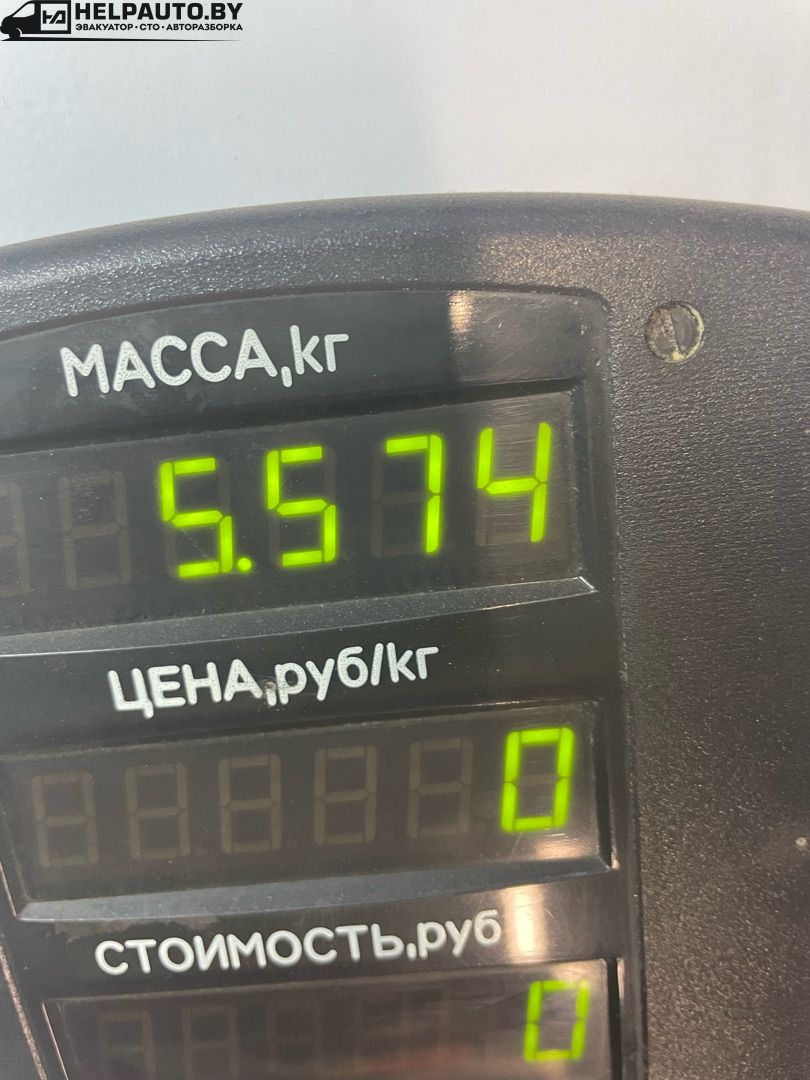 HELPAUTO.BY
ЭВАКУАТОР • СТО • АВТОРАЗБОРКА
МАССА,кг
5.574
ЦЕНА,руб/кг
0
СТОИМОСТЬ,руб
0